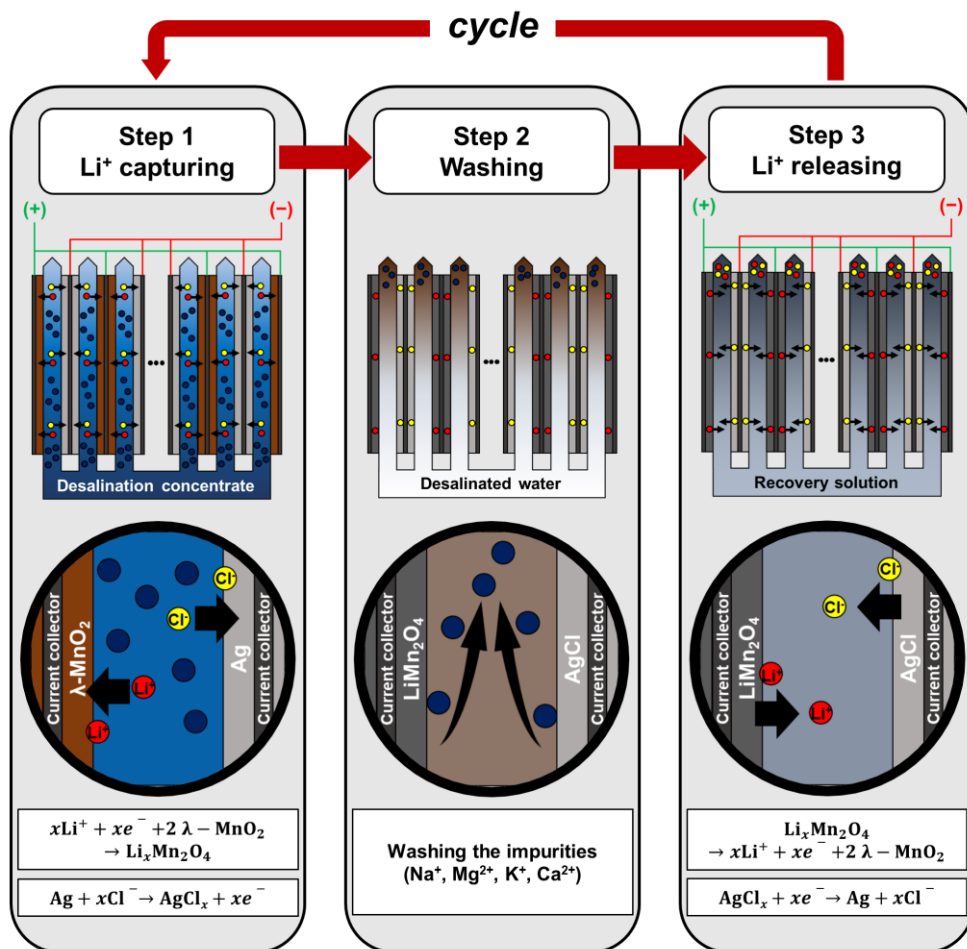 cycle
Step 1
Li⁺ capturing
Step 2
Washing
Step 3
Li⁺ releasing
(+)
(−)
(+)
(−)
...
...
...
Desalination concentrate
Desalinated water
Recovery solution
Current collector
λ-MnO₂
Cl⁻
Cl⁻
Li⁺
Li⁺
Ag
Current collector
Current collector
LiMn₂O₄
AgCl
Current collector
Current collector
LiMn₂O₄
Cl⁻
Cl⁻
Li⁺
Li⁺
AgCl
Current collector
xLi⁺ + xe⁻ +2 λ − MnO₂
→ LiₓMn₂O₄
Ag + xCl⁻ → AgClₓ + xe⁻
Washing the impurities
(Na⁺, Mg²⁺, K⁺, Ca²⁺)
LiₓMn₂O₄
→ xLi⁺ + xe⁻ +2 λ − MnO₂
AgClₓ + xe⁻ → Ag + xCl⁻